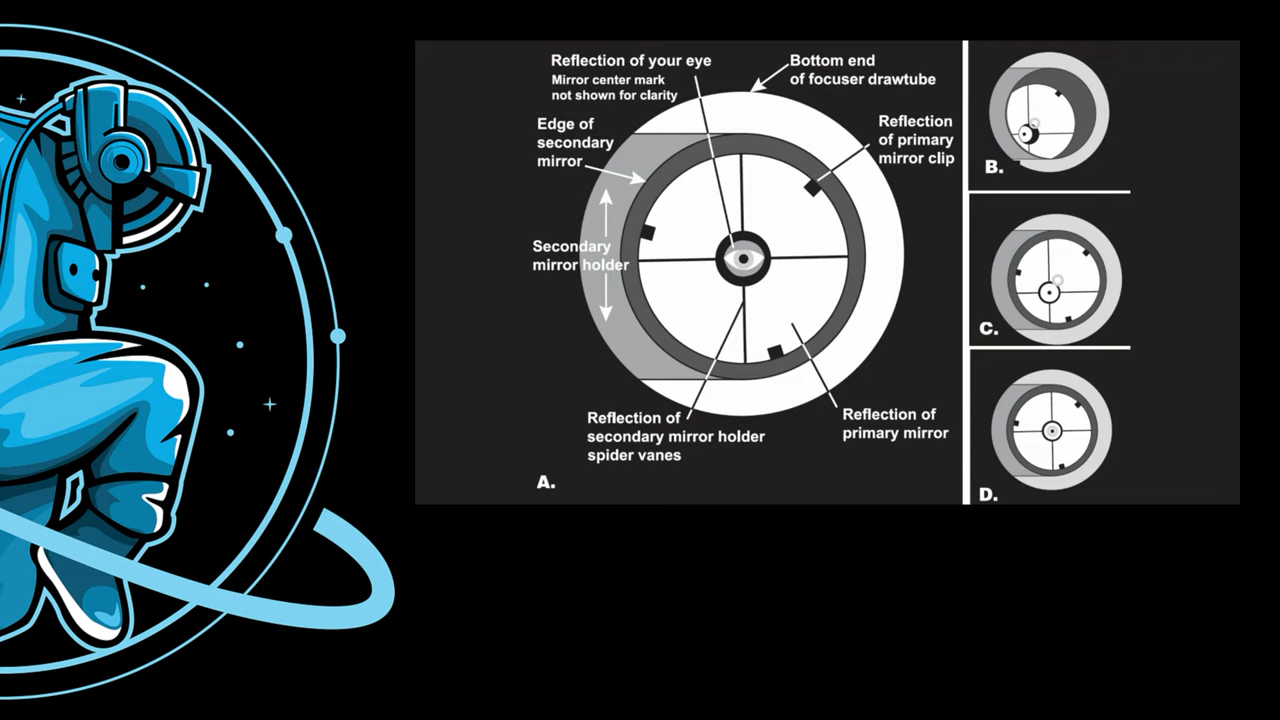 Reflection of your eye
Mirror center mark
not shown for clarity
Bottom end
of focuser drawtube
Edge of
secondary
mirror
Reflection
of primary
mirror clip
Secondary
mirror holder
Reflection of
secondary mirror holder
spider vanes
Reflection of
primary mirror
A.
B.
C.
D.